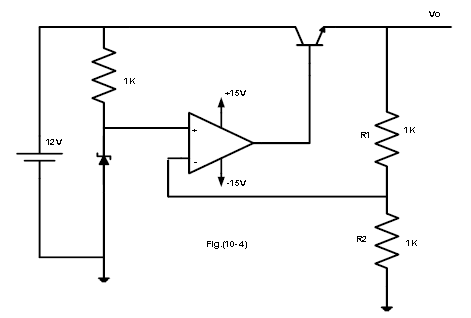 Vo
1K
+15V
+
12V
R1
1K
-
-15V
R2
1K
Fig.(10-4)